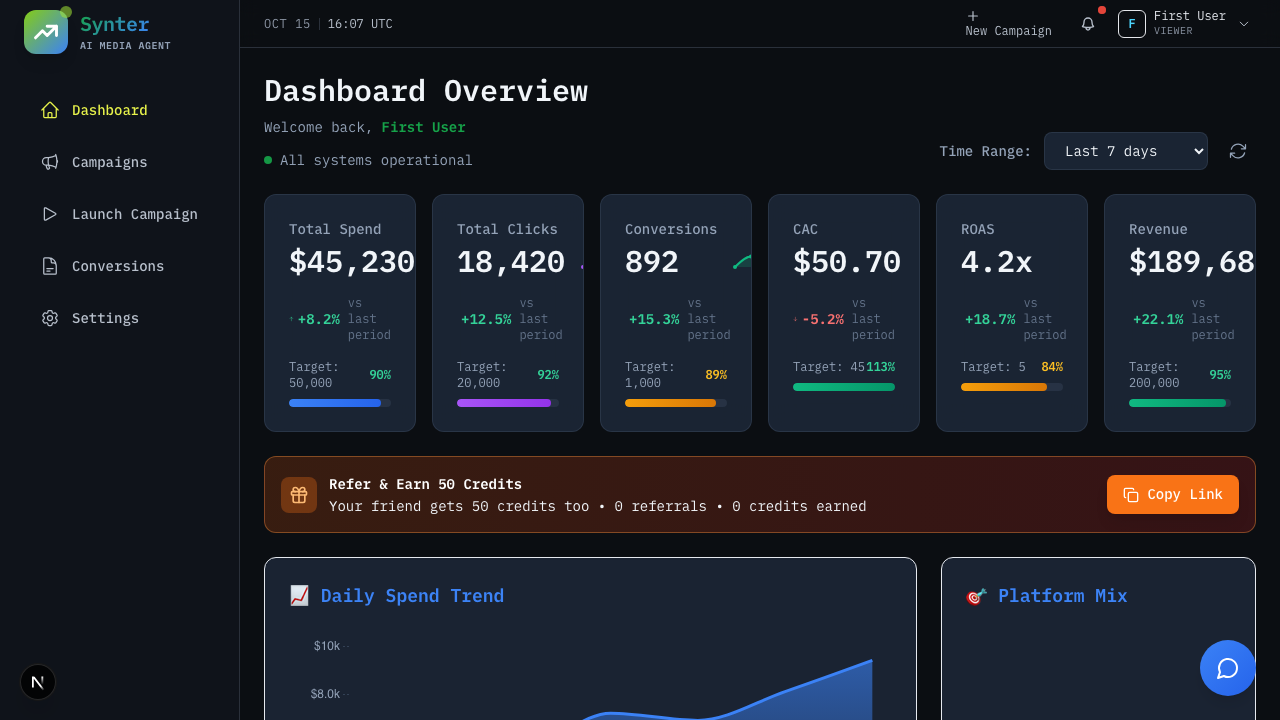 Synter
AI MEDIA AGENT
Dashboard
Campaigns
Launch Campaign
Conversions
Settings
N
OCT 15 16:07 UTC
New Campaign
F
First User
VIEWER
Dashboard Overview
Welcome back, First User
All systems operational
Time Range: Last 7 days
Total Spend
$45,230
+8.2%
vs
last
period
Target:
50,000
90%
Total Clicks
18,420
+12.5%
vs
last
period
Target:
20,000
92%
Conversions
892
+15.3%
vs
last
period
Target:
1,000
89%
CAC
$50.70
-5.2%
vs
last
period
Target: 45
113%
ROAS
4.2x
+18.7%
vs
last
period
Target: 5
84%
Revenue
$189,68
+22.1%
vs
last
period
Target:
200,000
95%
Refer & Earn 50 Credits
Your friend gets 50 credits too • 0 referrals • 0 credits earned
Copy Link
📈 Daily Spend Trend
$10k
$8.0k
🎯 Platform Mix